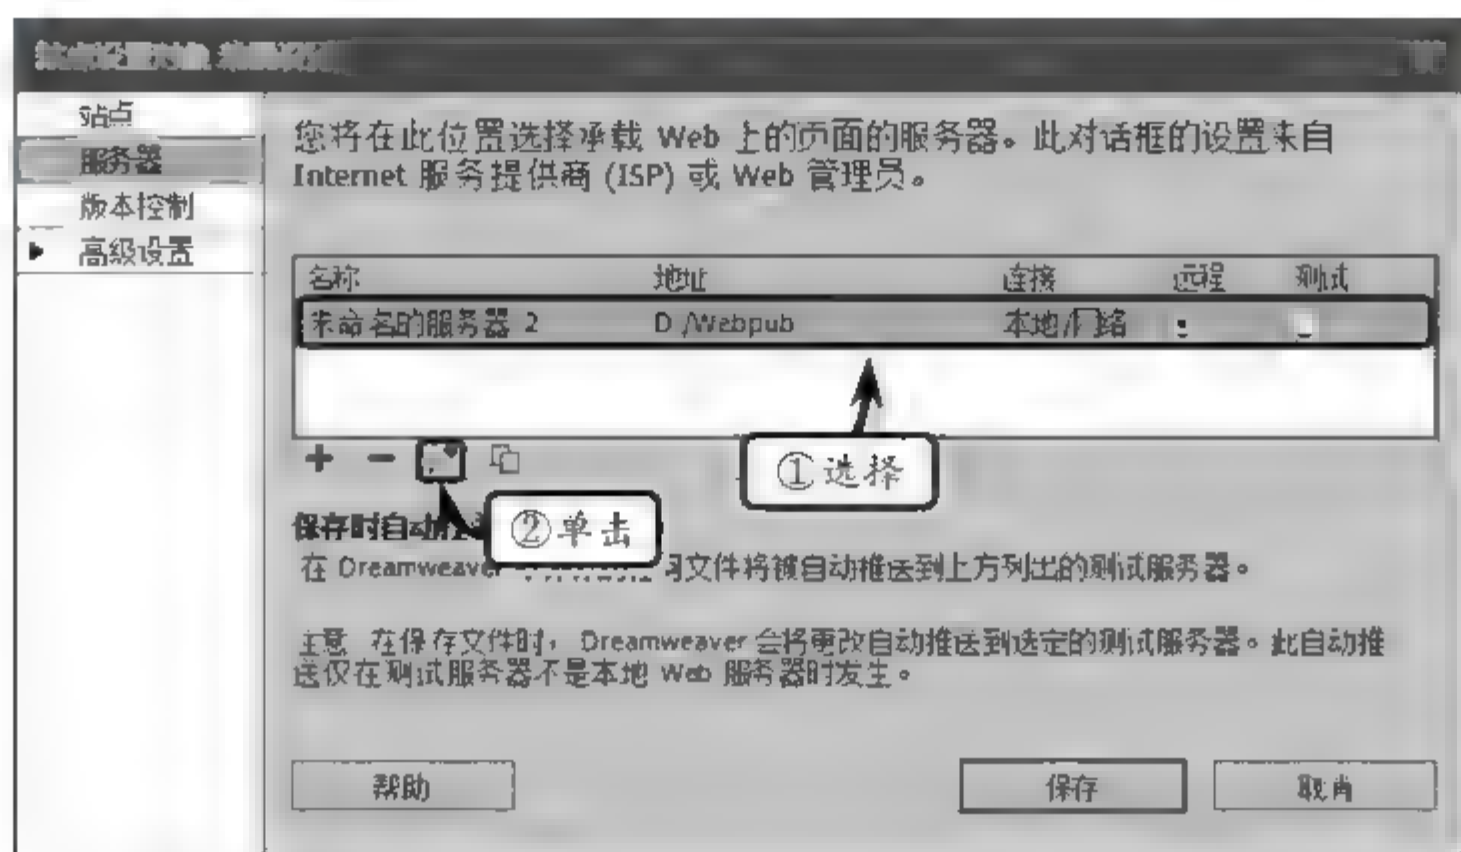 站点
服务器
版本控制
高级设置
您将在此位置选择承载 Web 上的页面的服务器。此对话框的设置来自
Internet 服务提供商 (ISP) 或 Web 管理员。
名称 地址 连接 远程 测试
未命名的服务器 2 D /Webpub 本地/网络
①选择
②单击
保存时自动
在 Dreamweaver 文件将被自动推送到上方列出的测试服务器。
注意 在保存文件时，Dreamweaver 会将更改自动推送到选定的测试服务器。此自动推
送仅在测试服务器不是本地 Web 服务器时发生。
帮助 保存 取消